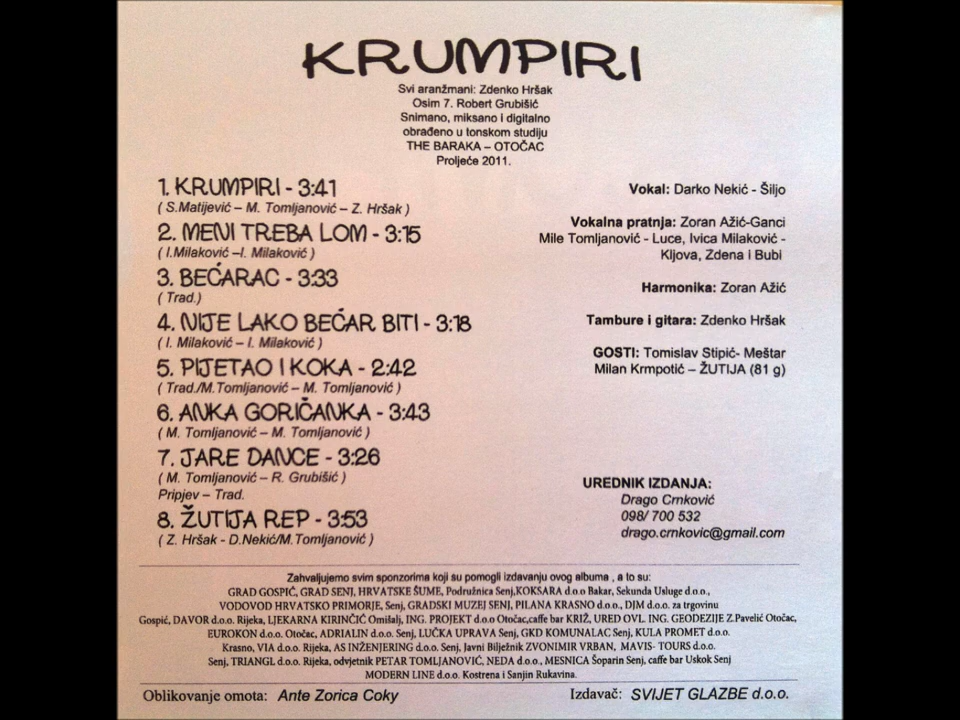 KRUMPIRI
Svi aranžmani: Zdenko Hršak
Osim 7. Robert Grubišić
Snimano, miksano i digitalno
obrađeno u tonskom studiju
THE BARAKA – OTOČAC
Proljeće 2011.
1. KRUMPIRI - 3:41
( S.Matijević – M. Tomljanović – Z. Hršak )
2. MENI TREBA LOM - 3:15
( I.Milaković –I. Milaković )
3. BEĆARAC - 3:33
( Trad.)
4. NIJE LAKO BEĆAR BITI - 3:18
( I. Milaković – I. Milaković )
5. PIJETAO I KOKA - 2:42
( Trad./M.Tomljanović – M. Tomljanović )
6. ANKA GORIČANKA - 3:43
( M. Tomljanović – M. Tomljanović )
7. JARE DANCE - 3:26
( M. Tomljanović – R. Grubišić )
Pripjev – Trad.
8. ŽUTIJA REP - 3:53
( Z. Hršak - D.Nekić/M.Tomljanović )
Vokal: Darko Nekić - Šiljo
Vokalna pratnja: Zoran Ažić-Ganci
Mile Tomljanović - Luce, Ivica Milaković -
Kljova, Zdena i Bubi
Harmonika: Zoran Ažić
Tambure i gitara: Zdenko Hršak
GOSTI: Tomislav Stipić- Meštar
Milan Krmpotić – ŽUTIJA (81 g)
UREDNIK IZDANJA:
Drago Crnković
098/ 700 532
drago.crnkovic@gmail.com
Zahvaljujemo svim sponzorima koji su pomogli izdavanju ovog albuma , a to su:
GRAD GOSPIĆ, GRAD SENJ, HRVATSKE ŠUME, Podružnica Senj,KOKSARA d.o.o Bakar, Sekunda Usluge d.o.o.,
VODOVOD HRVATSKO PRIMORJE, Senj, GRADSKI MUZEJ SENJ, PILANA KRASNO d.o.o., DJM d.o.o. za trgovinu
Gospić, DAVOR d.o.o. Rijeka, LJEKARNA KIRINČIĆ Omišalj, ING. PROJEKT d.o.o Otočac,caffe bar KRIŽ, URED OVL. ING. GEODEZIJE Z.Pavelić Otočac,
EUROKON d.o.o. Otočac, ADRIALIN d.o.o. Senj, LUČKA UPRAVA Senj, GKD KOMUNALAC Senj, KULA PROMET d.o.o.
Krasno, VIA d.o.o. Rijeka, AS INŽENJERING d.o.o. Senj, Javni Bilježnik ZVONIMIR VRBAN, MAVIS- TOURS d.o.o.
Senj, TRIANGL d.o.o. Rijeka, odvjetnik PETAR TOMLJANOVIĆ, NEDA d.o.o., MESNICA Šoparin Senj, caffe bar Uskok Senj
MODERN LINE d.o.o. Kostrena i Sanjin Rukavina.
Oblikovanje omota: Ante Zorica Coky
Izdavač: SVIJET GLAZBE d.o.o.